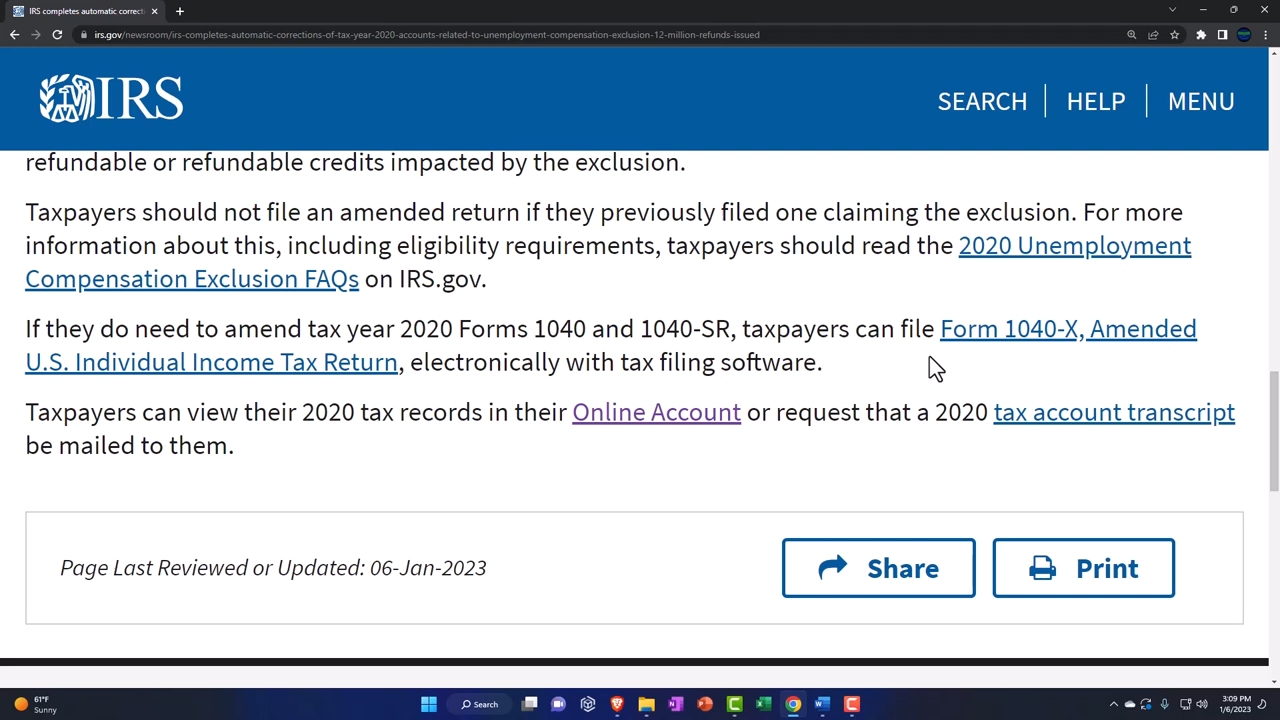 IRS completes automatic correcti
irs.gov/newsroom/irs-completes-automatic-corrections-of-tax-year-2020-accounts-related-to-unemployment-compensation-exclusion-12-million-refunds-issued
IRS
SEARCH
HELP
MENU
refundable or refundable credits impacted by the exclusion.
Taxpayers should not file an amended return if they previously filed one claiming the exclusion. For more
information about this, including eligibility requirements, taxpayers should read the 2020 Unemployment
Compensation Exclusion FAQs on IRS.gov.
If they do need to amend tax year 2020 Forms 1040 and 1040-SR, taxpayers can file Form 1040-X, Amended
U.S. Individual Income Tax Return, electronically with tax filing software.
Taxpayers can view their 2020 tax records in their Online Account or request that a 2020 tax account transcript
be mailed to them.
Page Last Reviewed or Updated: 06-Jan-2023
Share
Print
61°F
Sunny
Search
3:09 PM
1/6/2023